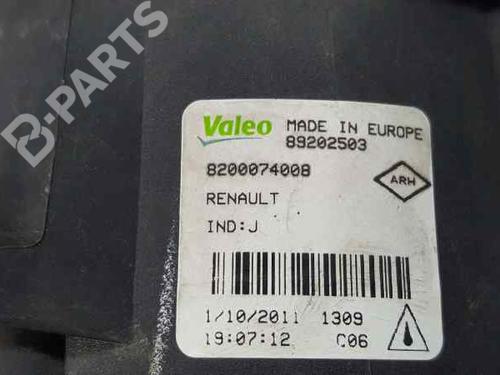 B-PARTS
Valeo MADE IN EUROPE
89202503
8200074008
ARH
RENAULT
IND:J
1/10/2011 1309
19:07:12 C06